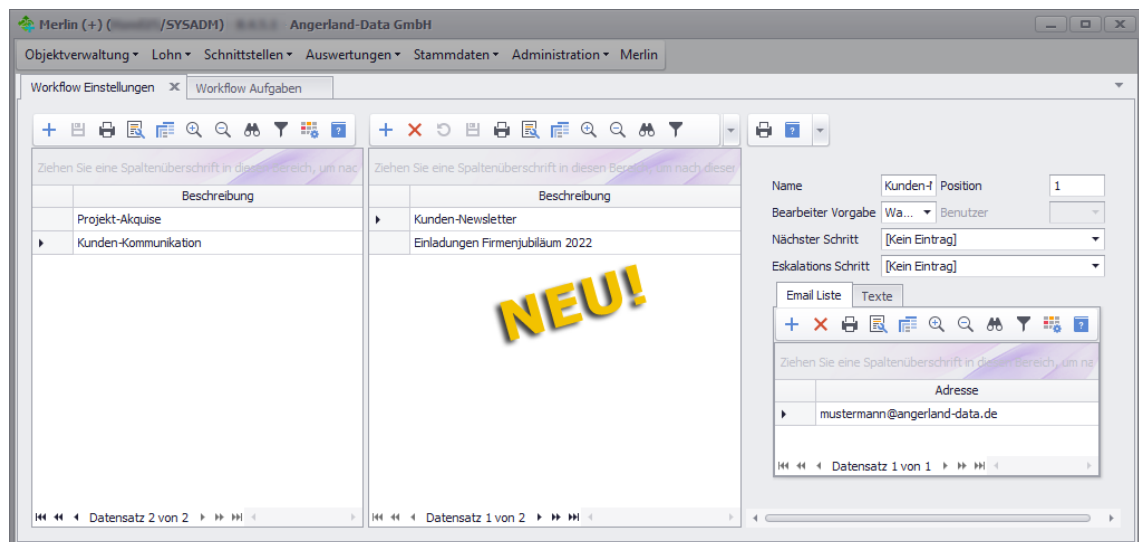 Merlin (+) ( /SYSADM) Angerland-Data GmbH
Objektverwaltung Lohn Schnittstellen Auswertungen Stammdaten Administration Merlin
Workflow Einstellungen Workflow Aufgaben
Ziehen Sie eine Spaltenüberschrift in diesen Bereich, um nac
Beschreibung
Projekt-Akquise
Kunden-Kommunikation
Datensatz 2 von 2
Ziehen Sie eine Spaltenüberschrift in diesen Bereich, um nach dieser
Beschreibung
Kunden-Newsletter
Einladungen Firmenjubiläum 2022
NEU!
Datensatz 1 von 2
Name Kunden-N Position 1
Bearbeiter Vorgabe Wa... Benutzer
Nächster Schritt [Kein Eintrag]
Eskalations Schritt [Kein Eintrag]
Email Liste Texte
Ziehen Sie eine Spaltenüberschrift in diesen Bereich, um na
Adresse
mustermann@angerland-data.de
Datensatz 1 von 1